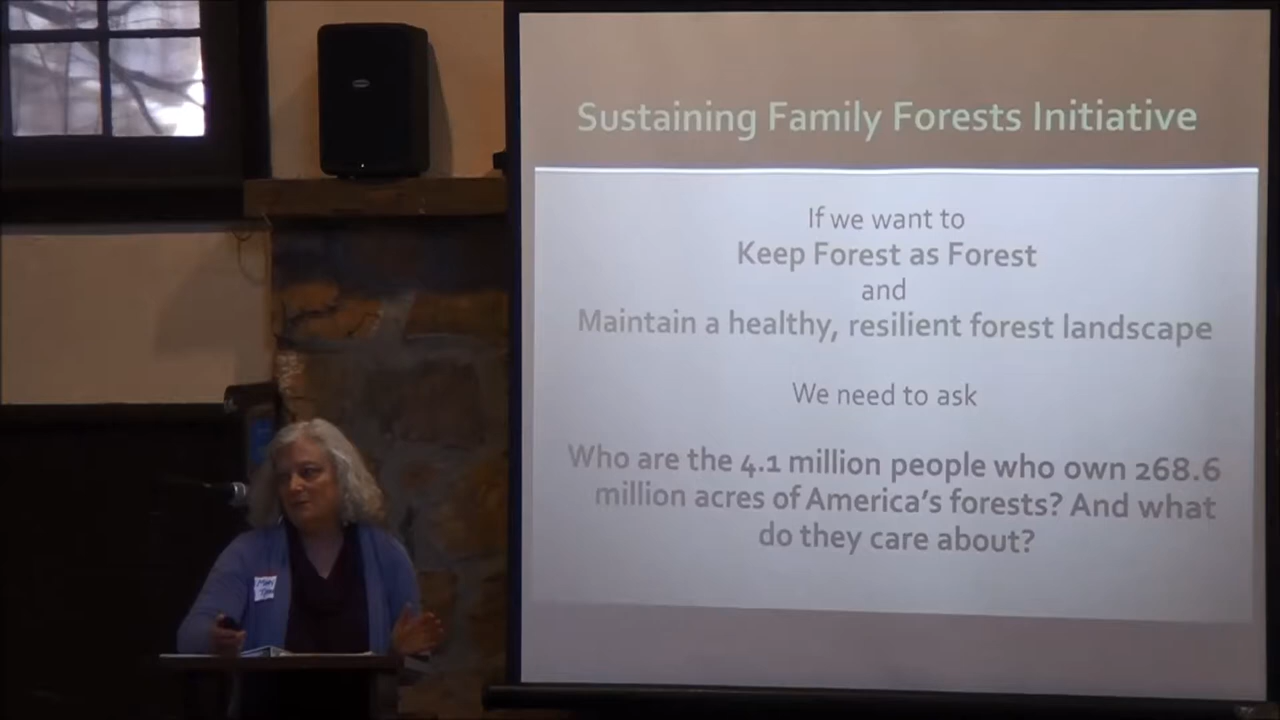 Sustaining Family Forests Initiative
If we want to
Keep Forest as Forest
and
Maintain a healthy, resilient forest landscape
We need to ask
Who are the 4.1 million people who own 268.6
million acres of America's forests? And what
do they care about?